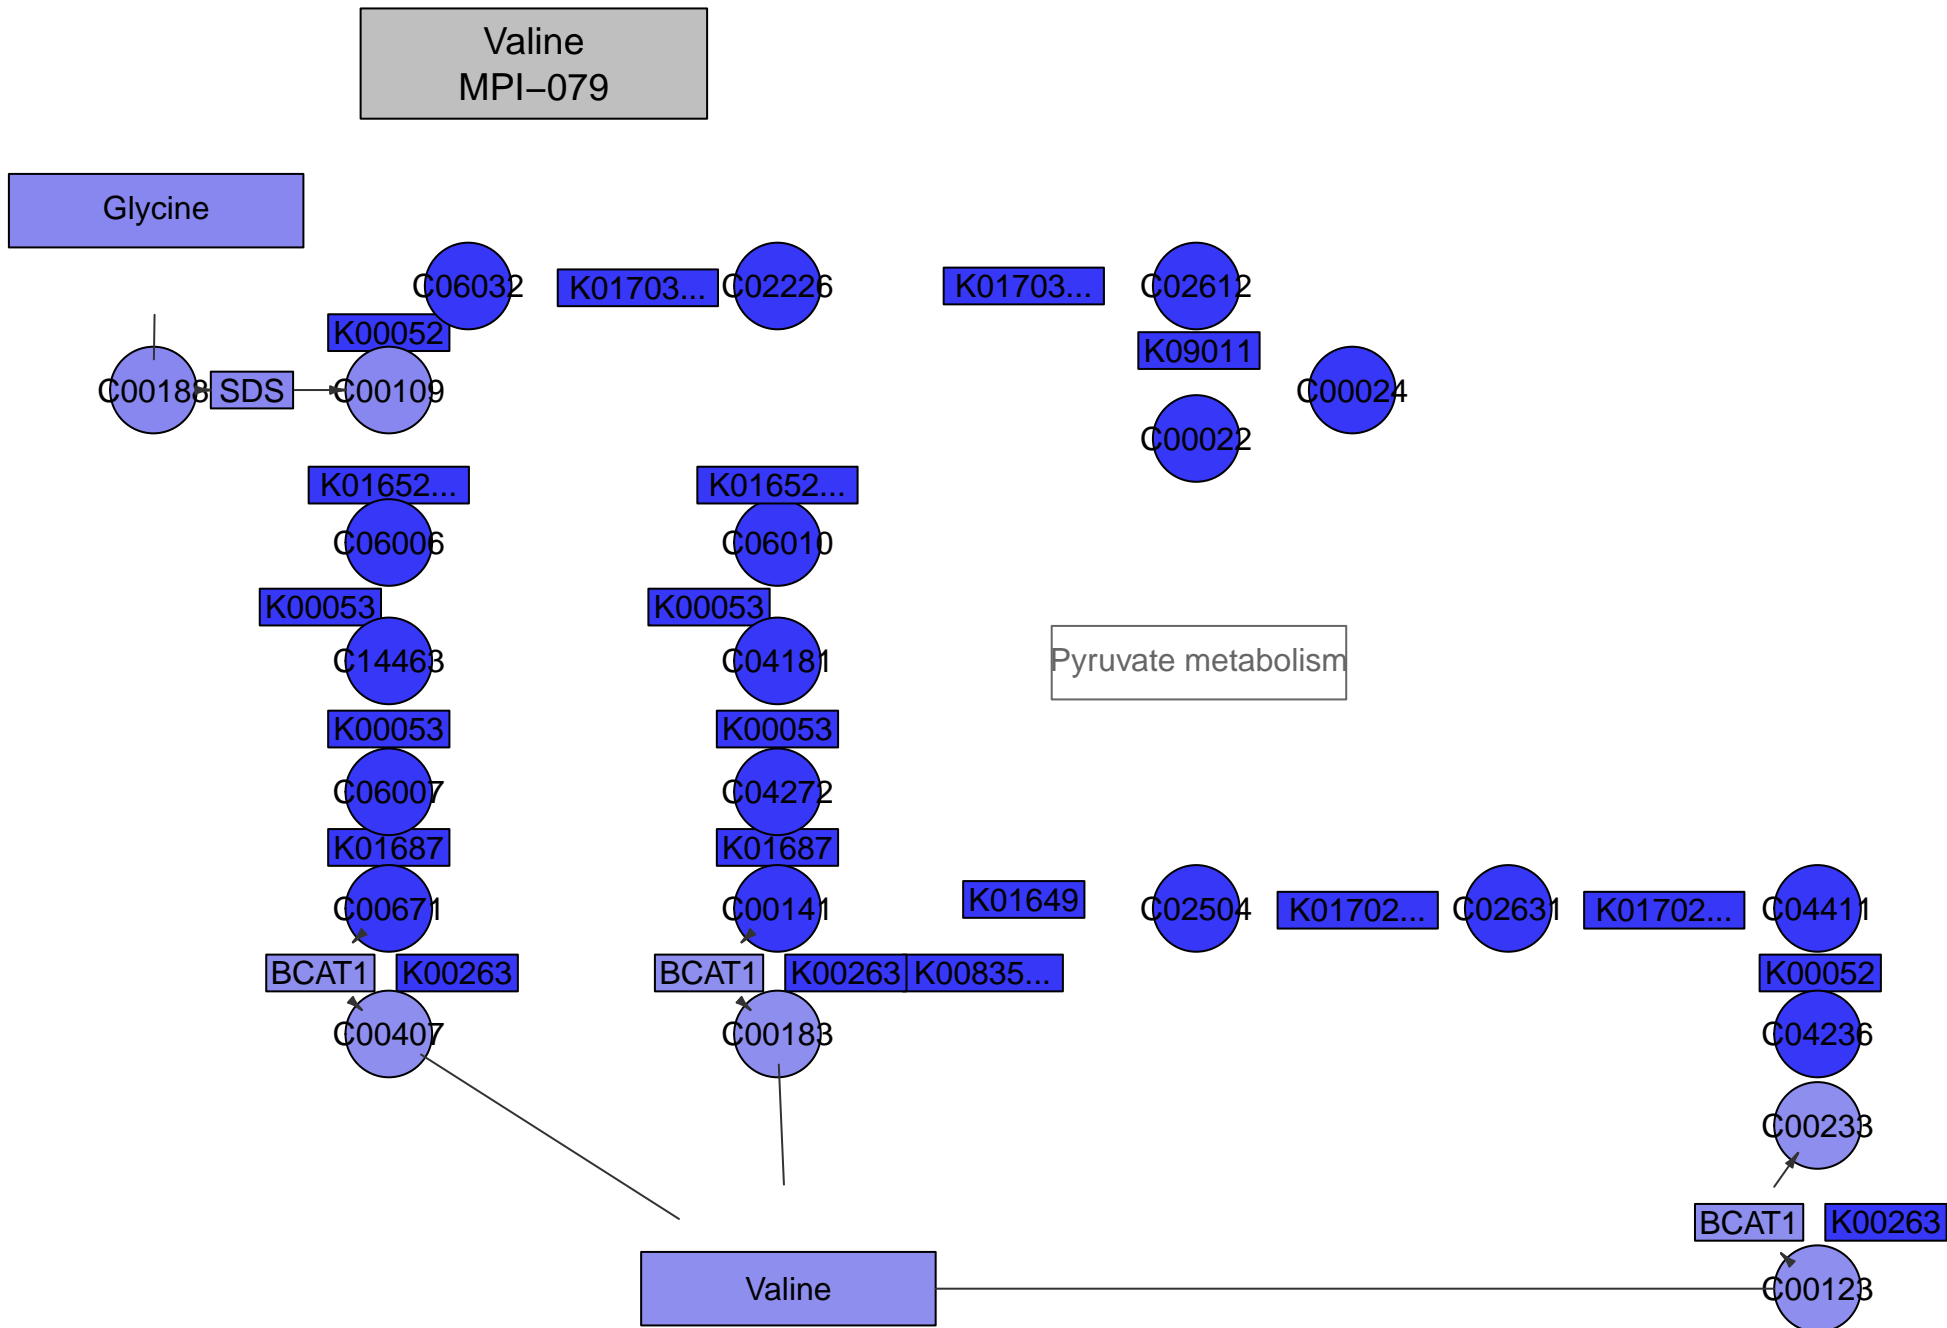 Valine
MPI−079
Glycine
C06032
K01703...
C02226
K01703...
C02612
K00052
K09011
C00188
SDS
C00109
C00024
C00022
K01652...
K01652...
C06006
C06010
K00053
K00053
C14463
C04181
Pyruvate metabolism
K00053
K00053
C06007
C04272
K01687
K01687
C00671
C00141
K01649
C02504
K01702...
C02631
K01702...
C04411
BCAT1
K00263
BCAT1
K00263
K00835...
K00052
C00407
C00183
C04236
C00233
BCAT1
K00263
Valine
C00123